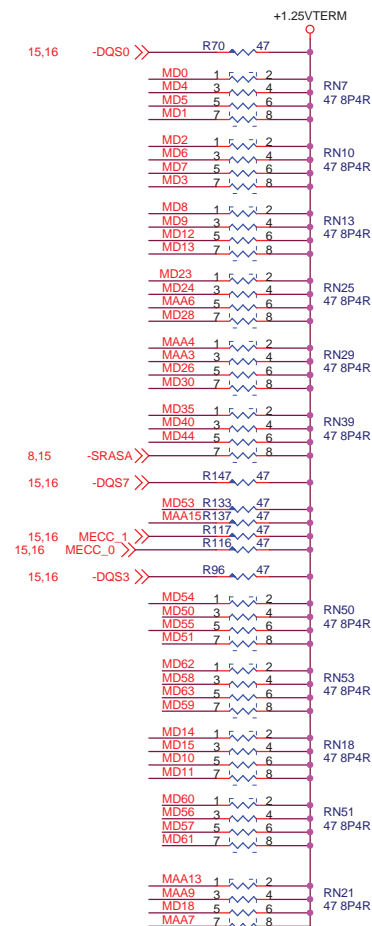 +1.25VTERM
15,16 -DQS0 R70 47
MD0 1 2
MD4 3 4 RN7
MD5 5 6 47 8P4R
MD1 7 8
MD2 1 2
MD6 3 4 RN10
MD7 5 6 47 8P4R
MD3 7 8
MD8 1 2
MD9 3 4 RN13
MD12 5 6 47 8P4R
MD13 7 8
MD23 1 2
MD24 3 4 RN25
MAA6 5 6 47 8P4R
MD28 7 8
MAA4 1 2
MAA3 3 4 RN29
MD26 5 6 47 8P4R
MD30 7 8
MD35 1 2
MD40 3 4 RN39
MD44 5 6 47 8P4R
8,15 -SRASA 7 8
15,16 -DQS7 R147 47
MD53 R133 47
MAA15 R137 47
15,16 MECC_1 R117 47
15,16 MECC_0 R116 47
15,16 -DQS3 R96 47
MD54 1 2
MD50 3 4 RN50
MD55 5 6 47 8P4R
MD51 7 8
MD62 1 2
MD58 3 4 RN53
MD63 5 6 47 8P4R
MD59 7 8
MD14 1 2
MD15 3 4 RN18
MD10 5 6 47 8P4R
MD11 7 8
MD60 1 2
MD56 3 4 RN51
MD57 5 6 47 8P4R
MD61 7 8
MAA13 1 2
MAA9 3 4 RN21
MD18 5 6 47 8P4R
MAA7 7 8